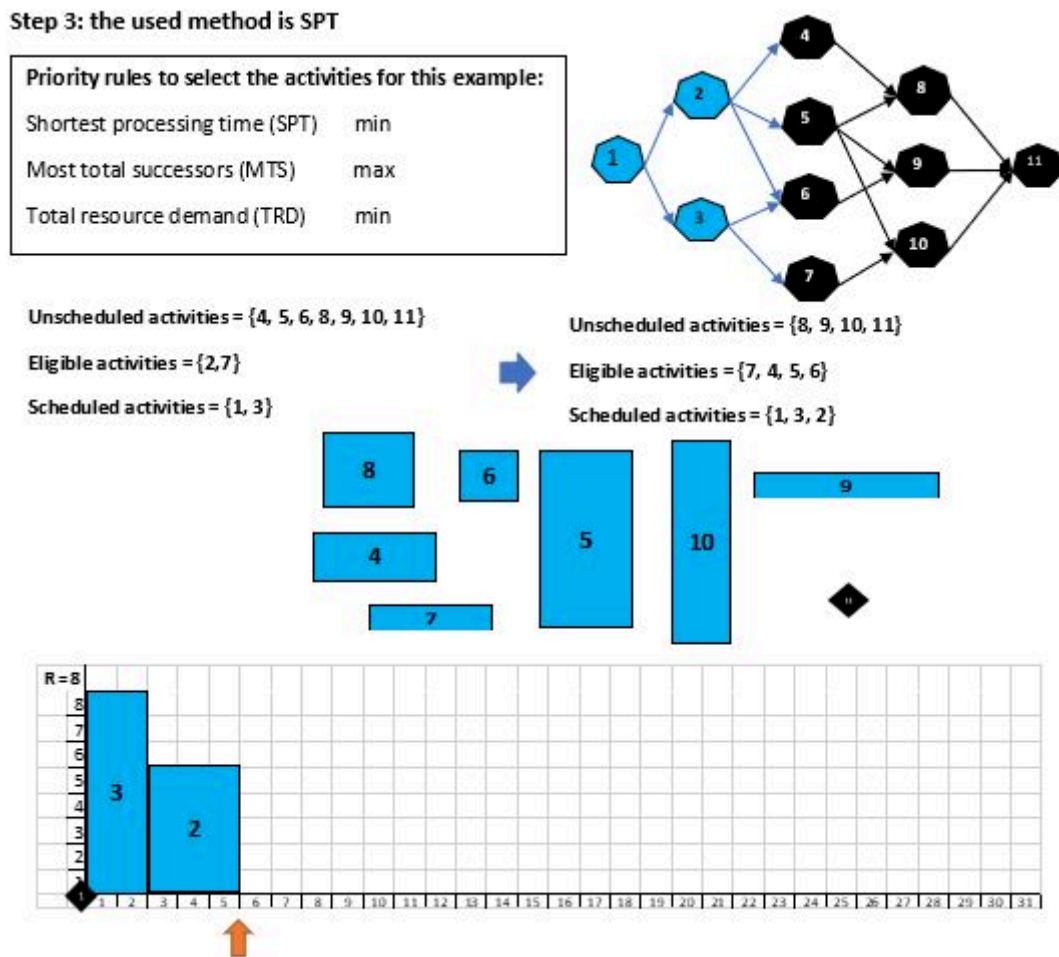 Step 3: the used method is SPT
Priority rules to select the activities for this example:
Shortest processing time (SPT) min
Most total successors (MTS) max
Total resource demand (TRD) min
4
2
8
5
1
9
11
6
3
10
7
Unscheduled activities = {4, 5, 6, 8, 9, 10, 11}
Eligible activities = {2,7}
Scheduled activities = {1, 3}
Unscheduled activities = {8, 9, 10, 11}
Eligible activities = {7, 4, 5, 6}
Scheduled activities = {1, 3, 2}
8
6
9
4
5
10
7
11
R = 8
8
7
6
5
4
3
2
1
3
2
1
1 2 3 4 5 6 7 8 9 10 11 12 13 14 15 16 17 18 19 20 21 22 23 24 25 26 27 28 29 30 31